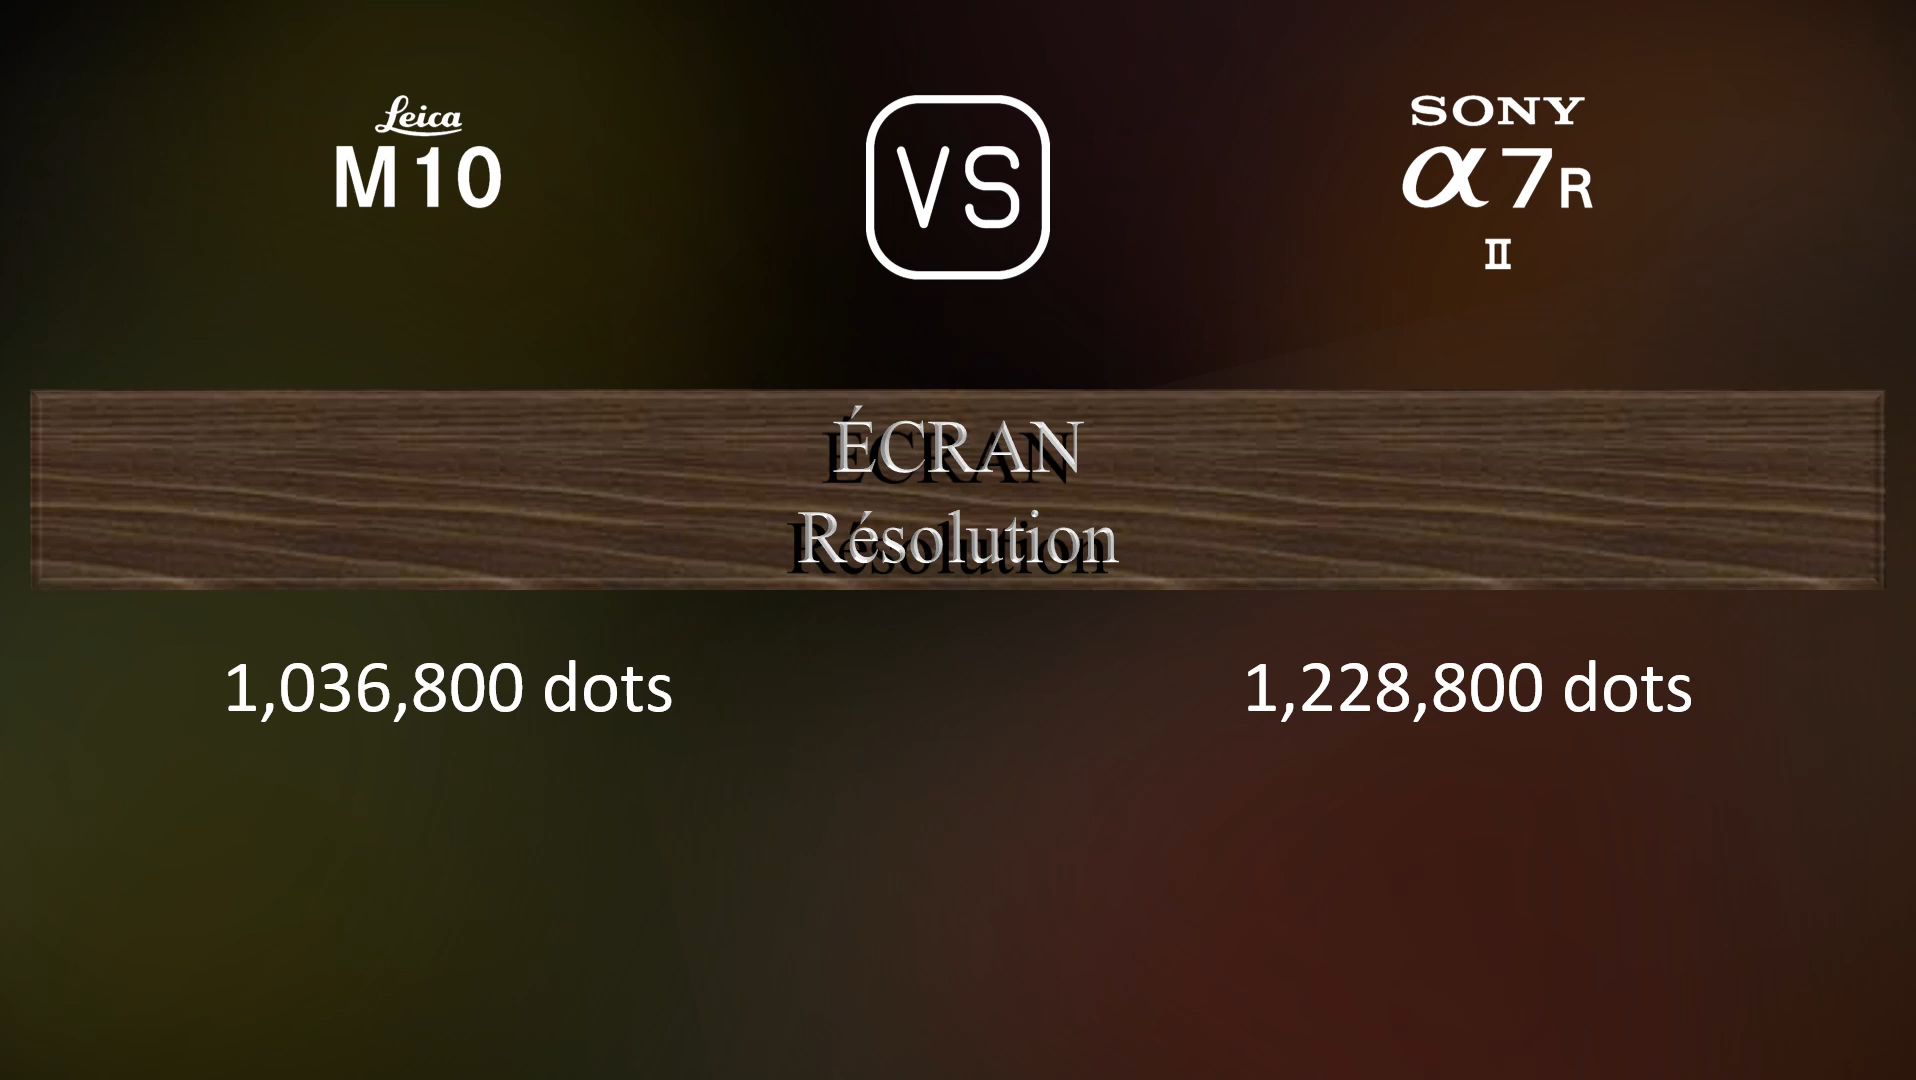 Leica
M10
VS
SONY
α7R
II
ÉCRAN
Résolution
1,036,800 dots
1,228,800 dots